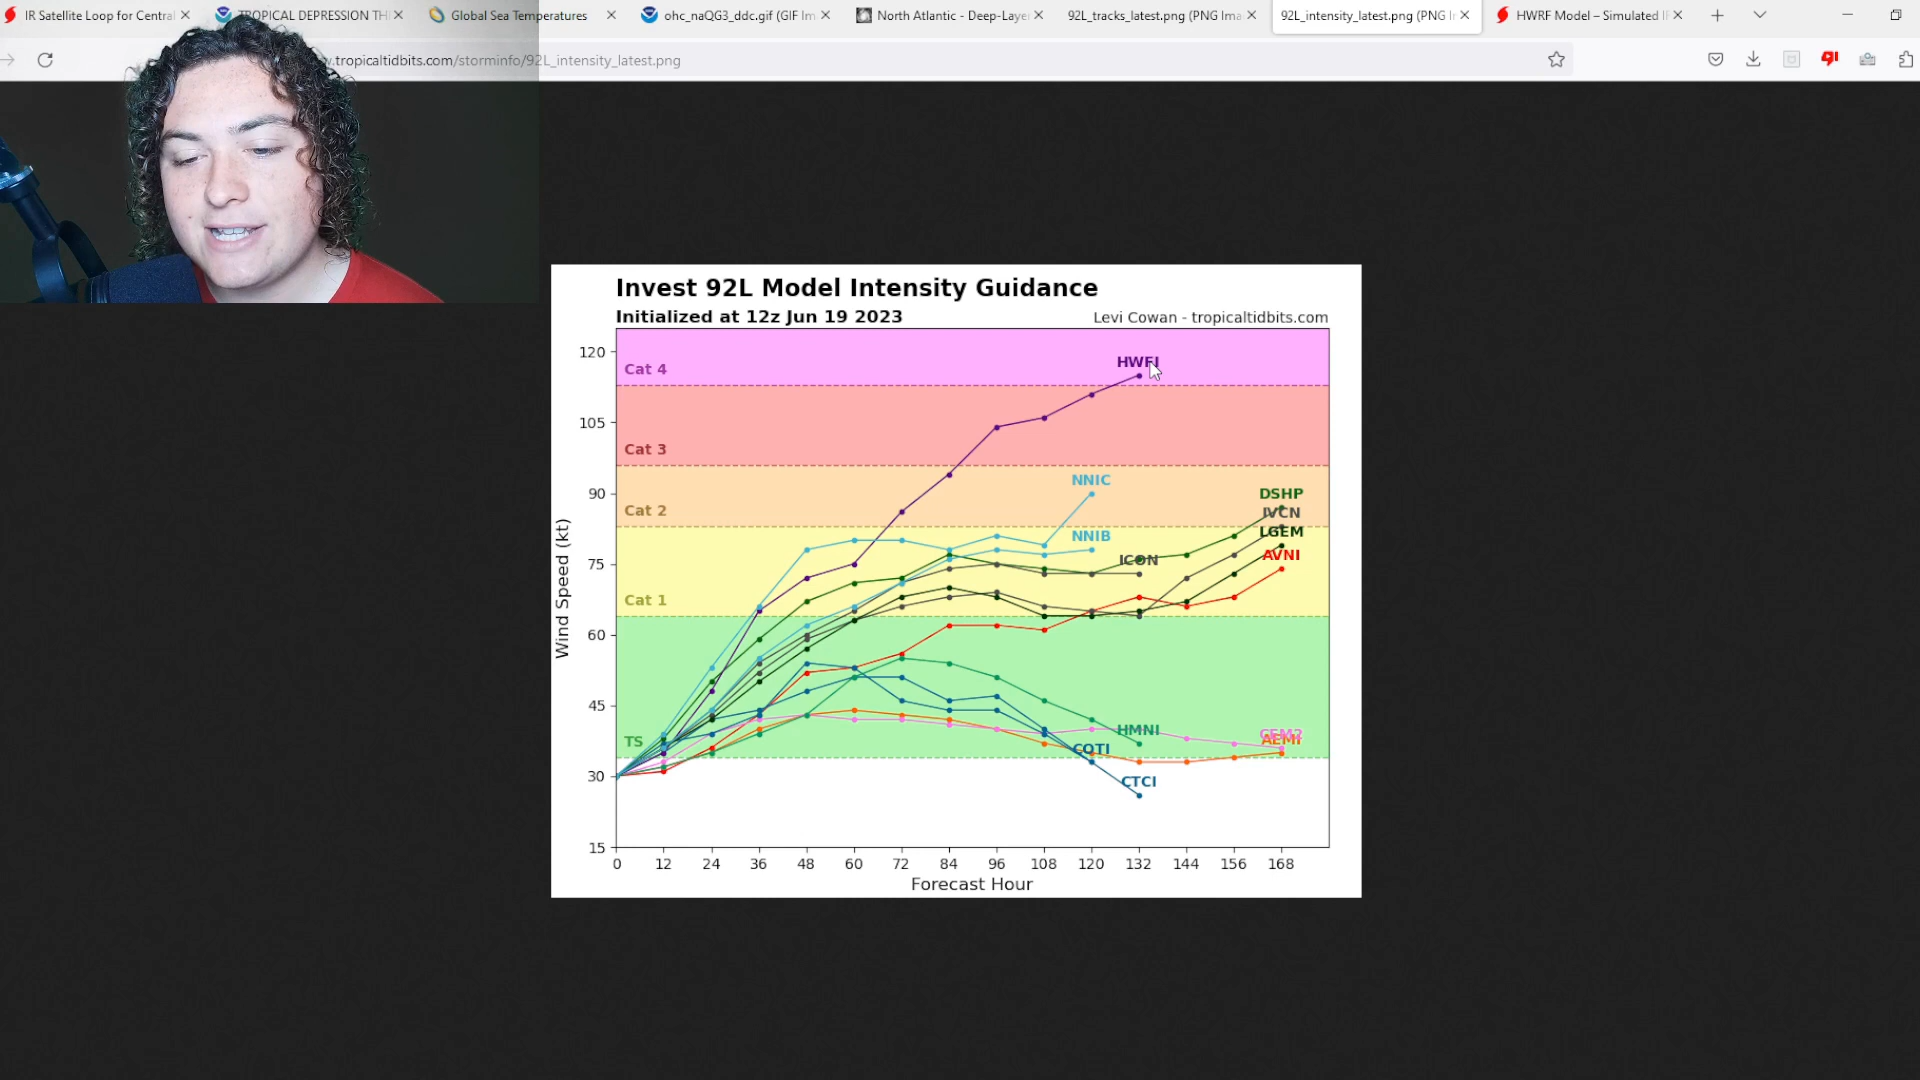 IR Satellite Loop for Central
TROPICAL DEPRESSION TH
Global Sea Temperatures
ohc_naQG3_ddc.gif (GIF Im
North Atlantic - Deep-Laye
92L_tracks_latest.png (PNG Ima
92L_intensity_latest.png (PNG I
HWRF Model – Simulated I
.tropicaltidbits.com/storminfo/92L_intensity_latest.png
Invest 92L Model Intensity Guidance
Initialized at 12z Jun 19 2023
Levi Cowan - tropicaltidbits.com
120
105
90
75
60
45
30
15
Wind Speed (kt)
Cat 4
Cat 3
Cat 2
Cat 1
TS
HWFI
NNIC
NNIB
ICON
DSHP
IVCN
LGEM
AVNI
HMNI
COTI
CTCI
CEM2
AEMI
0 12 24 36 48 60 72 84 96 108 120 132 144 156 168
Forecast Hour